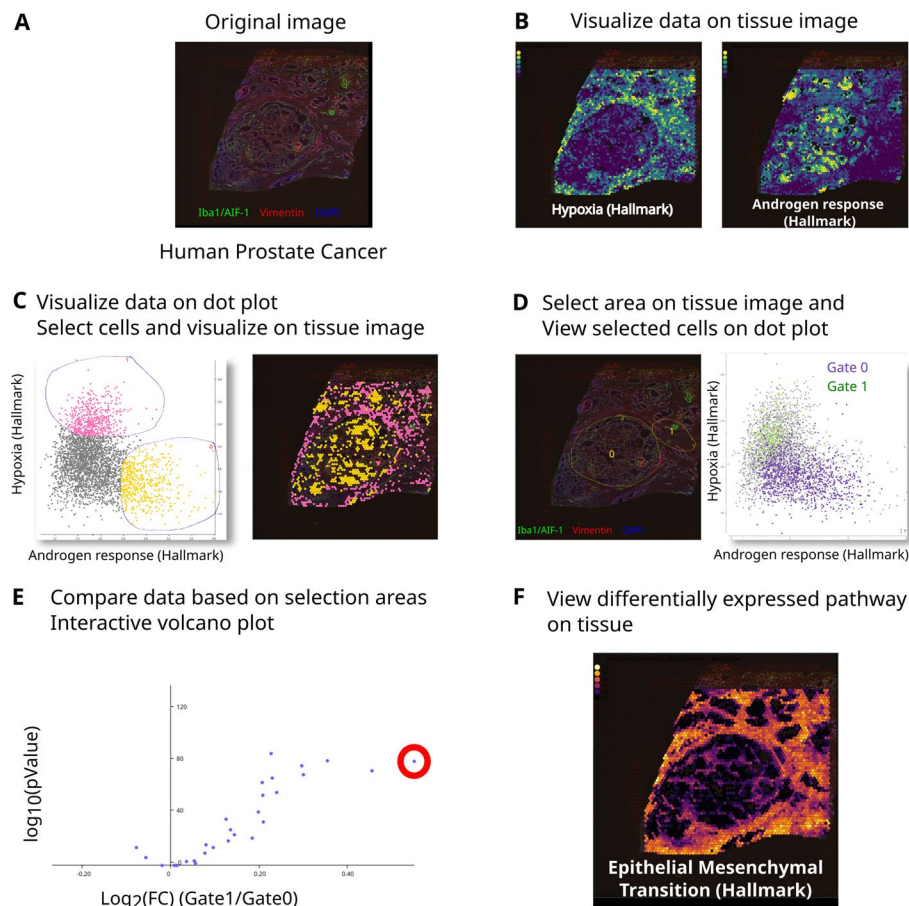 A
Original image
Iba1/AIF-1 Vimentin DAPI
Human Prostate Cancer
B
Visualize data on tissue image
Hypoxia (Hallmark)
Androgen response
(Hallmark)
C
Visualize data on dot plot
Select cells and visualize on tissue image
Hypoxia (Hallmark)
Androgen response (Hallmark)
D
Select area on tissue image and
View selected cells on dot plot
0
1
Iba1/AIF-1 Vimentin DAPI
Gate 0
Gate 1
Hypoxia (Hallmark)
Androgen response (Hallmark)
E
Compare data based on selection areas
Interactive volcano plot
log10(pValue)
120
80
40
0
-0.20
0
0.20
0.40
Log2(FC) (Gate1/Gate0)
F
View differentially expressed pathway
on tissue
Epithelial Mesenchymal
Transition (Hallmark)